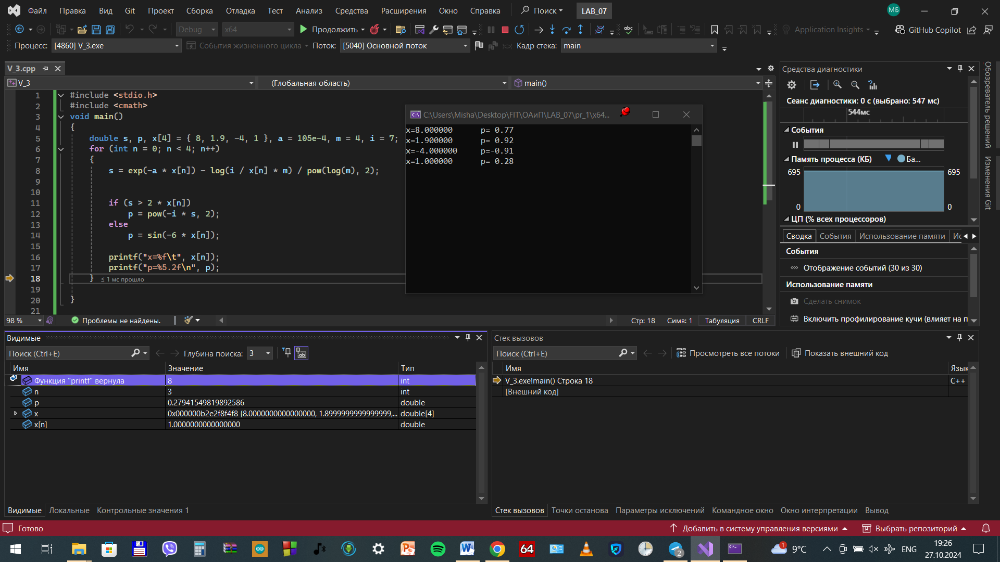 Файл Правка Вид Git Проект Сборка Отладка Тест Анализ Средства Расширения Окно Справка Поиск LAB_07 МБ
Debug x64 Продолжить abc Application Insights GitHub Copilot
Процесс: [4860] V_3.exe События жизненного цикла Поток: [5040] Основной поток Кадр стека: main
V_3.cpp
V_3 (Глобальная область) main()
1 #include <stdio.h>
2 #include <cmath>
3 void main()
4 {
5 double s, p, x[4] = { 8, 1.9, -4, 1 }, a = 105e-4, m = 4, i = 7;
6 for (int n = 0; n < 4; n++)
7 {
8 s = exp(-a * x[n]) - log(i / x[n] * m) / pow(log(m), 2);
9
10
11 if (s > 2 * x[n])
12 p = pow(-i * s, 2);
13 else
14 p = sin(-6 * x[n]);
15
16 printf("x=%f\t", x[n]);
17 printf("p=%5.2f\n", p);
18 } ≤ 1 мс прошло
19
20 }
21
C:\Users\Misha\Desktop\FIT\ОАиП\LAB_07\pr_1\x64...
x=8.000000 p= 0.77
x=1.900000 p= 0.92
x=-4.000000 p=-0.91
x=1.000000 p= 0.28
98 % Проблемы не найдены. Стр: 18 Симв: 1 Табуляция CRLF
Средства диагностики
Сеанс диагностики: 0 с (выбрано: 547 мс)
544мс
События
Память процесса (КБ) Ба...
695 695
0 0
ЦП (% всех процессоров)
Сводка События Использование памяти Ис
События
Отображение событий (30 из 30)
Использование памяти
Сделать снимок
Включить профилирование кучи (влияет на п
Обозреватель решений
Изменения Git
Видимые
Поиск (Ctrl+E) Глубина поиска: 3
Имя Значение Тип
Функция "printf" вернула 8 int
n 3 int
p 0.27941549819892586 double
x 0x000000b2e2f8f4f8 {8.0000000000000000, 1.8999999999999999,... double[4]
x[n] 1.0000000000000000 double
Видимые Локальные Контрольные значения 1
Стек вызовов
Поиск (Ctrl+E) Просмотреть все потоки Показать внешний код
Имя Язык
V_3.exe!main() Строка 18 C++
[Внешний код]
Стек вызовов Точки останова Параметры исключений Командное окно Окно интерпретации Вывод
Готово Добавить в систему управления версиями Выбрать репозиторий
64 2 1 9°C ENG 19:26
27.10.2024